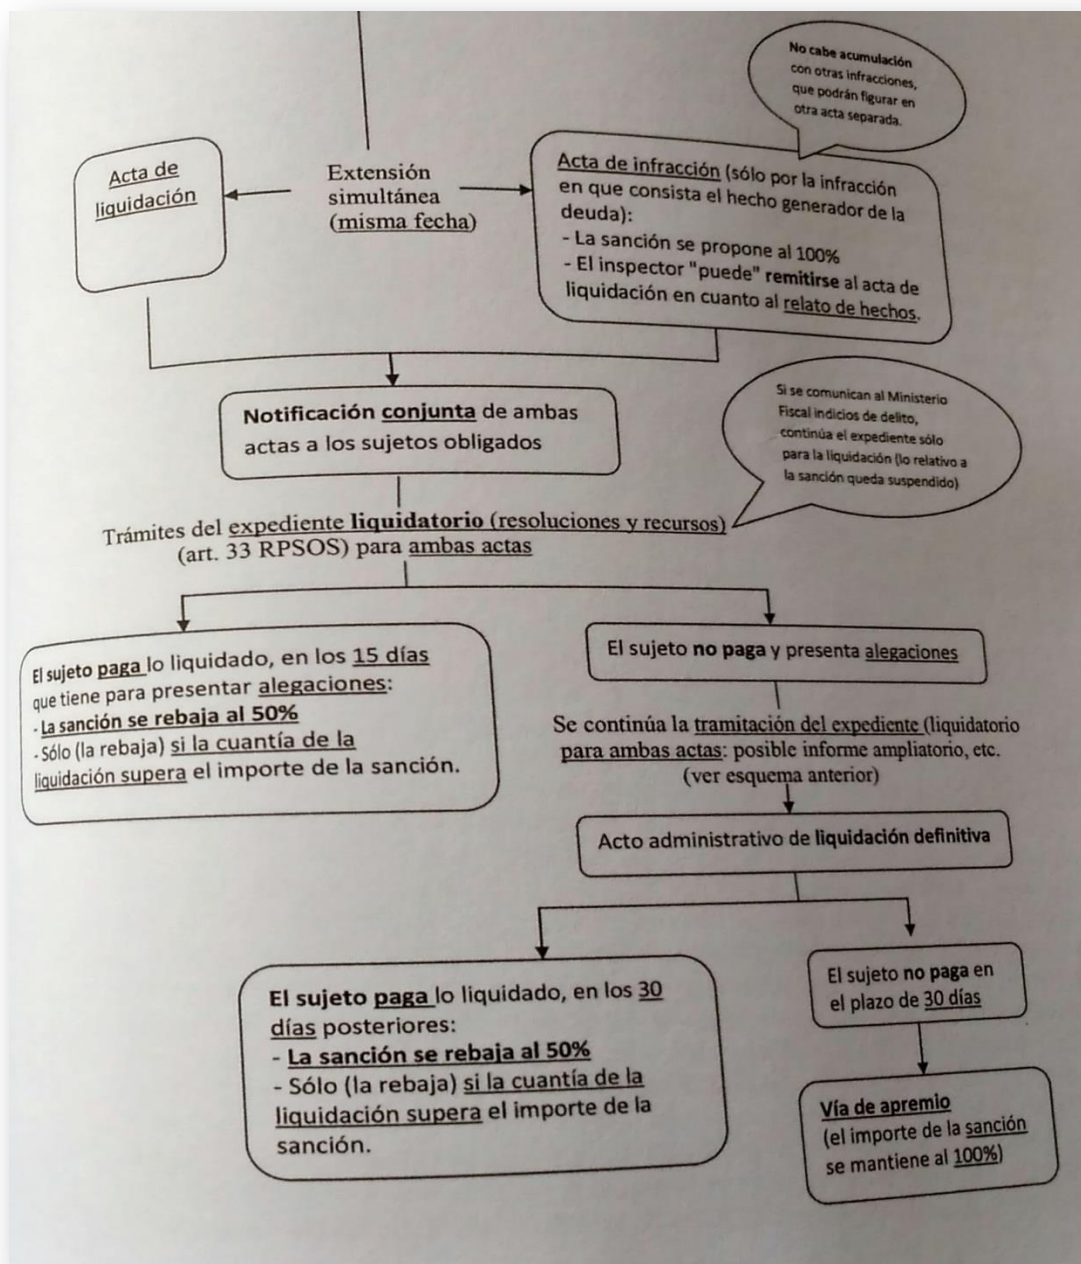 No cabe acumulación
con otras infracciones,
que podrán figurar en
otra acta separada.
Acta de
liquidación
Extensión
simultánea
(misma fecha)
Acta de infracción (sólo por la infracción
en que consista el hecho generador de la
deuda):
- La sanción se propone al 100%
- El inspector "puede" remitirse al acta de
liquidación en cuanto al relato de hechos.
Notificación conjunta de ambas
actas a los sujetos obligados
Si se comunican al Ministerio
Fiscal indicios de delito,
continúa el expediente sólo
para la liquidación (lo relativo a
la sanción queda suspendido)
Trámites del expediente liquidatorio (resoluciones y recursos)
(art. 33 RPSOS) para ambas actas
El sujeto paga lo liquidado, en los 15 días
que tiene para presentar alegaciones:
- La sanción se rebaja al 50%
- Sólo (la rebaja) si la cuantía de la
liquidación supera el importe de la sanción.
El sujeto no paga y presenta alegaciones
Se continúa la tramitación del expediente (liquidatorio
para ambas actas: posible informe ampliatorio, etc.
(ver esquema anterior)
Acto administrativo de liquidación definitiva
El sujeto paga lo liquidado, en los 30
días posteriores:
- La sanción se rebaja al 50%
- Sólo (la rebaja) si la cuantía de la
liquidación supera el importe de la
sanción.
El sujeto no paga en
el plazo de 30 días
Vía de apremio
(el importe de la sanción
se mantiene al 100%)